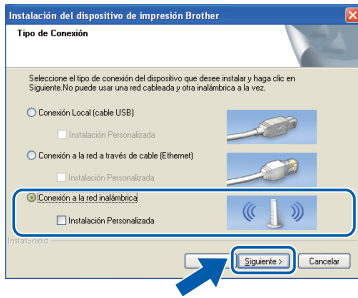 Instalación del dispositivo de impresión Brother
Tipo de Conexión
Seleccione el tipo de conexión del dispositivo que desee instalar y haga clic en
Siguiente.No puede usar una red cableada y otra inalámbrica a la vez.
Conexión Local (cable USB)
Instalación Personalizada
Conexión a la red a través de cable (Ethernet)
Instalación Personalizada
Conexión a la red inalámbrica
Instalación Personalizada
InstallShield
Siguiente >
Cancelar